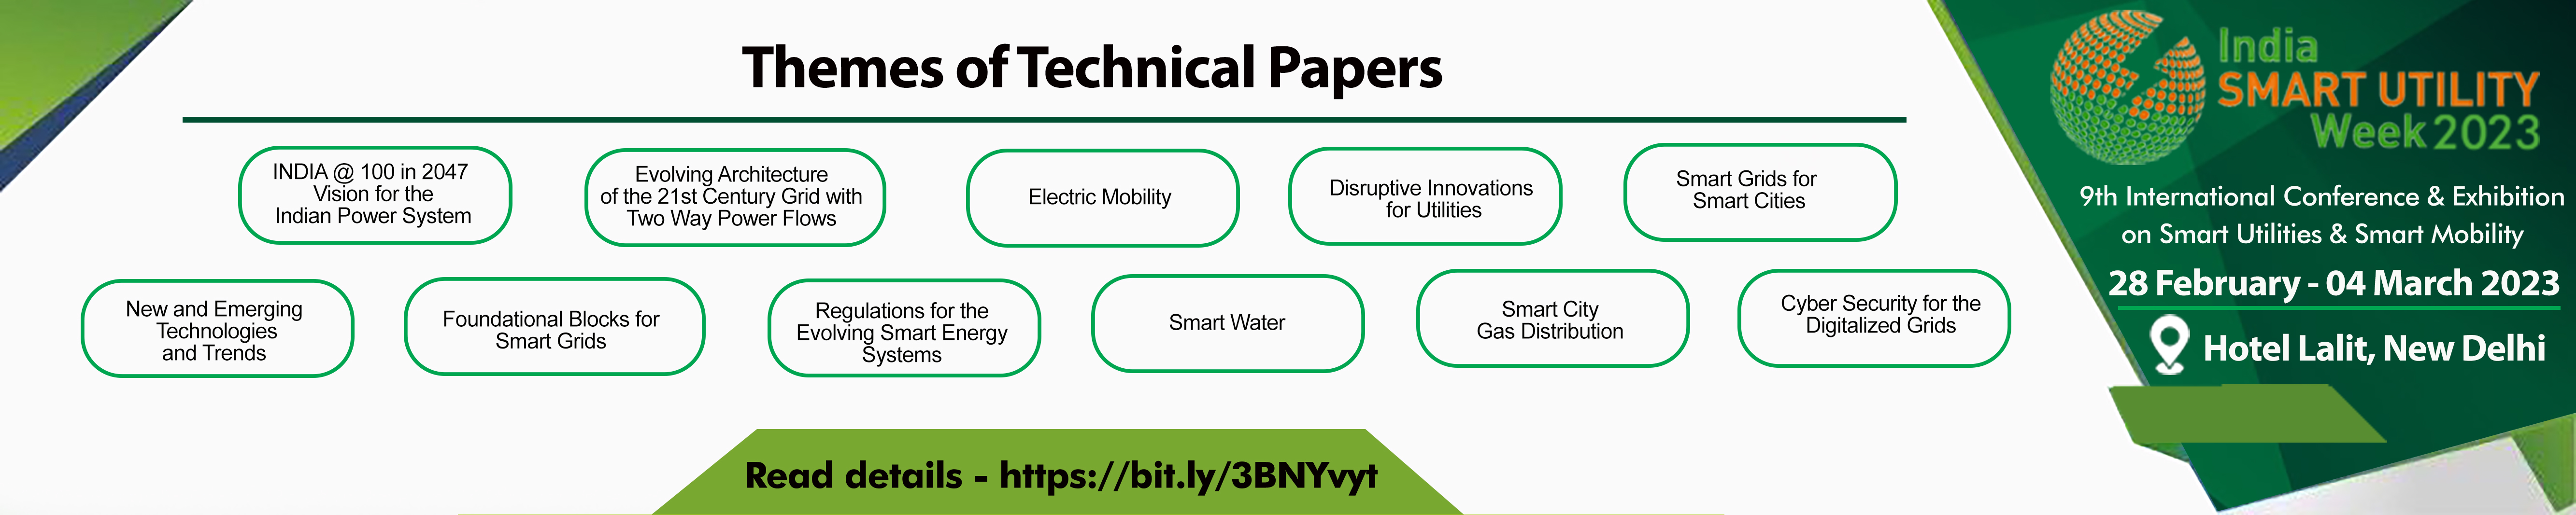 Themes of Technical Papers
INDIA @ 100 in 2047
Vision for the
Indian Power System
Evolving Architecture
of the 21st Century Grid with
Two Way Power Flows
Electric Mobility
Disruptive Innovations
for Utilities
Smart Grids for
Smart Cities
New and Emerging
Technologies
and Trends
Foundational Blocks for
Smart Grids
Regulations for the
Evolving Smart Energy
Systems
Smart Water
Smart City
Gas Distribution
Cyber Security for the
Digitalized Grids
Read details - https://bit.ly/3BNYvyt
India
SMART UTILITY
Week 2023
9th International Conference & Exhibition
on Smart Utilities & Smart Mobility
28 February - 04 March 2023
Hotel Lalit, New Delhi